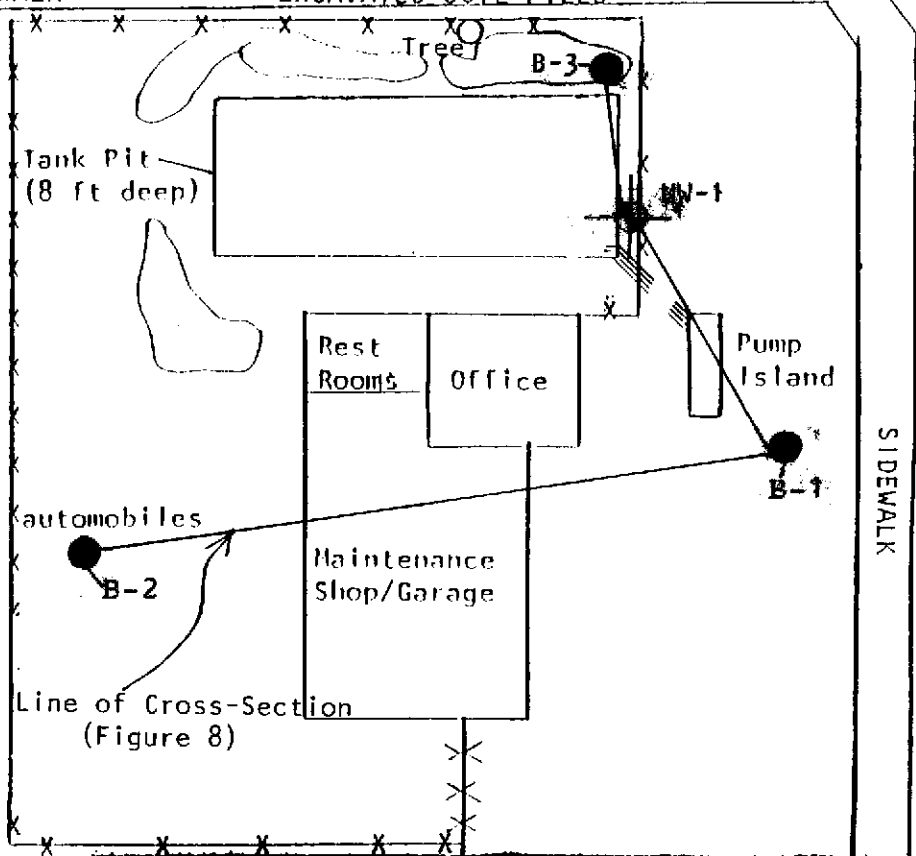 Tree
B-3
Tank Pit
(8 ft deep)
MW-1
Rest
Rooms
Office
Pump
Island
B-1
SIDEWALK
automobiles
B-2
Maintenance
Shop/Garage
Line of Cross-Section
(Figure 8)